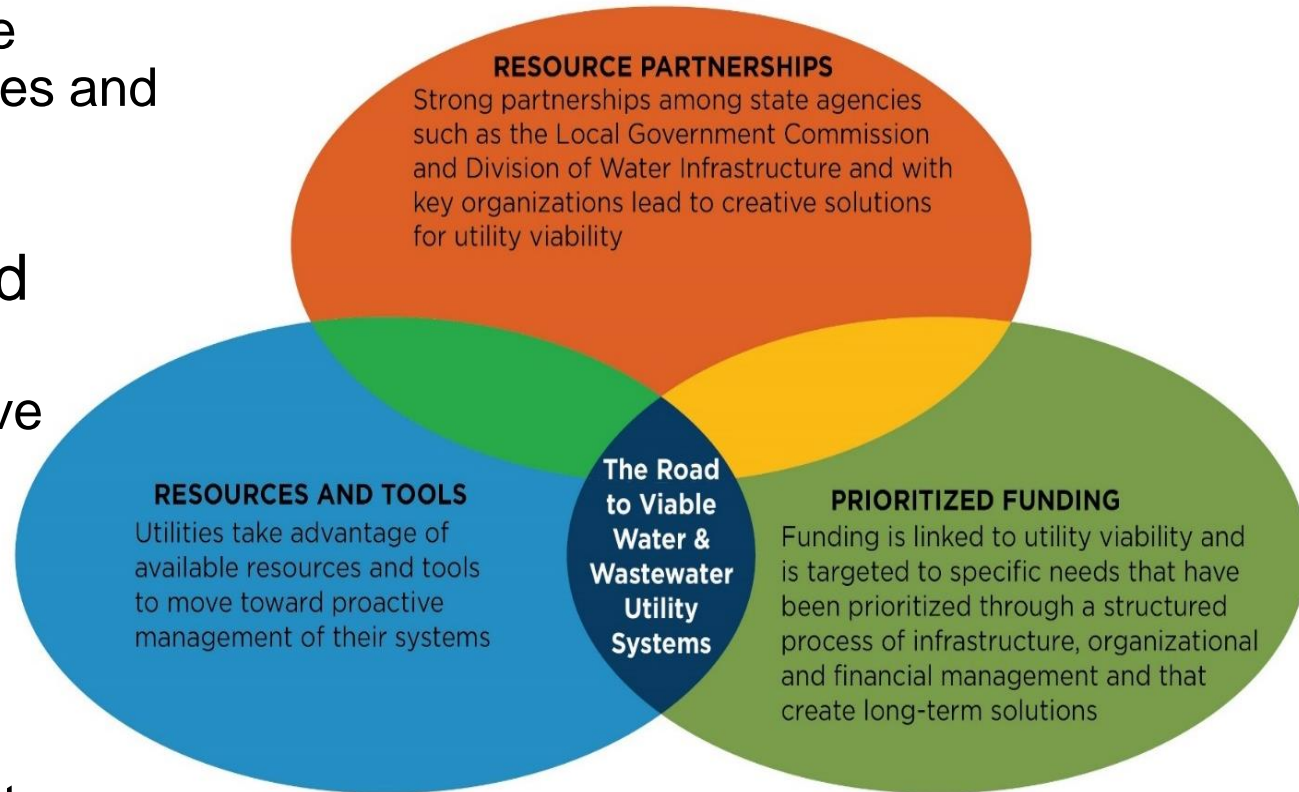 e
es and
d
ve
t
RESOURCE PARTNERSHIPS
Strong partnerships among state agencies
such as the Local Government Commission
and Division of Water Infrastructure and with
key organizations lead to creative solutions
for utility viability
RESOURCES AND TOOLS
Utilities take advantage of
available resources and tools
to move toward proactive
management of their systems
The Road
to Viable
Water &
Wastewater
Utility
Systems
PRIORITIZED FUNDING
Funding is linked to utility viability and
is targeted to specific needs that have
been prioritized through a structured
process of infrastructure, organizational
and financial management and that
create long-term solutions